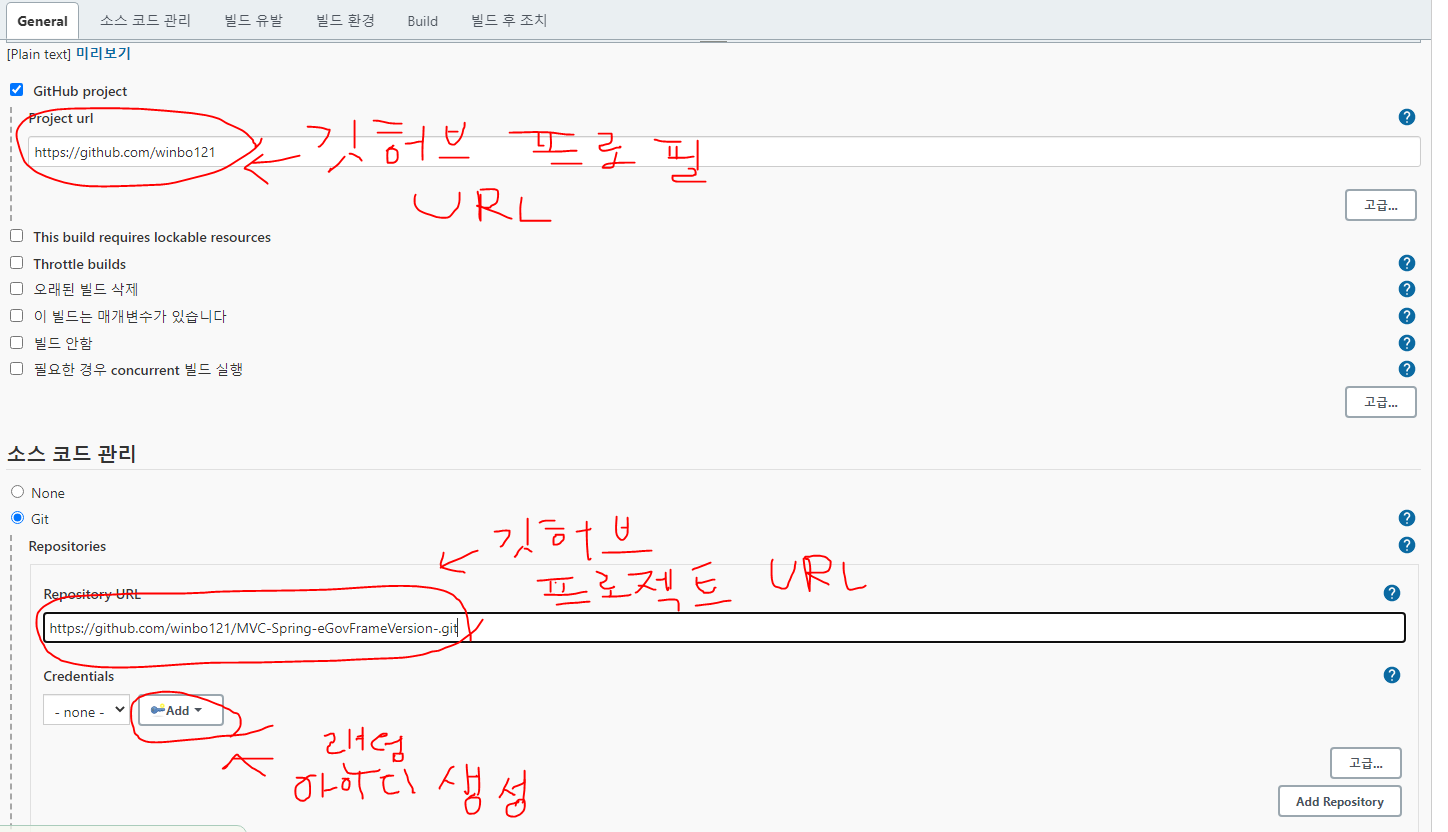 General 소스 코드 관리 빌드 유발 빌드 환경 Build 빌드 후 조치
[Plain text] 미리보기
GitHub project
Project url
https://github.com/winbo121
깃허브 프로필
URL
고급...
This build requires lockable resources
Throttle builds
오래된 빌드 삭제
이 빌드는 매개변수가 있습니다
빌드 안함
필요한 경우 concurrent 빌드 실행
고급...
소스 코드 관리
None
Git
Repositories
깃허브
프로젝트 URL
Repository URL
https://github.com/winbo121/MVC-Spring-eGovFrameVersion-.git
Credentials
- none - Add
랜덤
아이디 생성
고급...
Add Repository